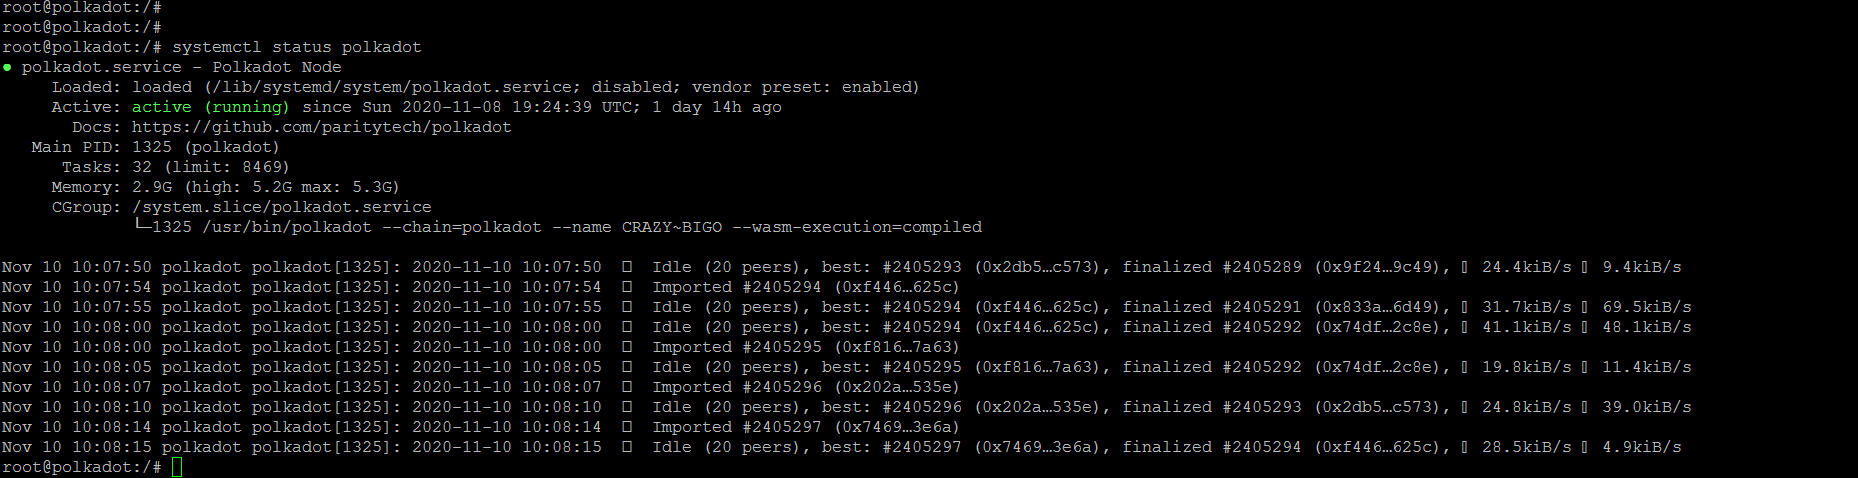 root@polkadot:/#
root@polkadot:/#
root@polkadot:/# systemctl status polkadot
● polkadot.service - Polkadot Node
Loaded: loaded (/lib/systemd/system/polkadot.service; disabled; vendor preset: enabled)
Active: active (running) since Sun 2020-11-08 19:24:39 UTC; 1 day 14h ago
Docs: https://github.com/paritytech/polkadot
Main PID: 1325 (polkadot)
Tasks: 32 (limit: 8469)
Memory: 2.9G (high: 5.2G max: 5.3G)
CGroup: /system.slice/polkadot.service
└─1325 /usr/bin/polkadot --chain=polkadot --name CRAZY~BIGO --wasm-execution=compiled
Nov 10 10:07:50 polkadot polkadot[1325]: 2020-11-10 10:07:50 Idle (20 peers), best: #2405293 (0x2db5…c573), finalized #2405289 (0x9f24…9c49), 24.4kiB/s 9.4kiB/s
Nov 10 10:07:54 polkadot polkadot[1325]: 2020-11-10 10:07:54 Imported #2405294 (0xf446…625c)
Nov 10 10:07:55 polkadot polkadot[1325]: 2020-11-10 10:07:55 Idle (20 peers), best: #2405294 (0xf446…625c), finalized #2405291 (0x833a…6d49), 31.7kiB/s 69.5kiB/s
Nov 10 10:08:00 polkadot polkadot[1325]: 2020-11-10 10:08:00 Idle (20 peers), best: #2405294 (0xf446…625c), finalized #2405292 (0x74df…2c8e), 41.1kiB/s 48.1kiB/s
Nov 10 10:08:00 polkadot polkadot[1325]: 2020-11-10 10:08:00 Imported #2405295 (0xf816…7a63)
Nov 10 10:08:05 polkadot polkadot[1325]: 2020-11-10 10:08:05 Idle (20 peers), best: #2405295 (0xf816…7a63), finalized #2405292 (0x74df…2c8e), 19.8kiB/s 11.4kiB/s
Nov 10 10:08:07 polkadot polkadot[1325]: 2020-11-10 10:08:07 Imported #2405296 (0x202a…535e)
Nov 10 10:08:10 polkadot polkadot[1325]: 2020-11-10 10:08:10 Idle (20 peers), best: #2405296 (0x202a…535e), finalized #2405293 (0x2db5…c573), 24.8kiB/s 39.0kiB/s
Nov 10 10:08:14 polkadot polkadot[1325]: 2020-11-10 10:08:14 Imported #2405297 (0x7469…3e6a)
Nov 10 10:08:15 polkadot polkadot[1325]: 2020-11-10 10:08:15 Idle (20 peers), best: #2405297 (0x7469…3e6a), finalized #2405294 (0xf446…625c), 28.5kiB/s 4.9kiB/s
root@polkadot:/#